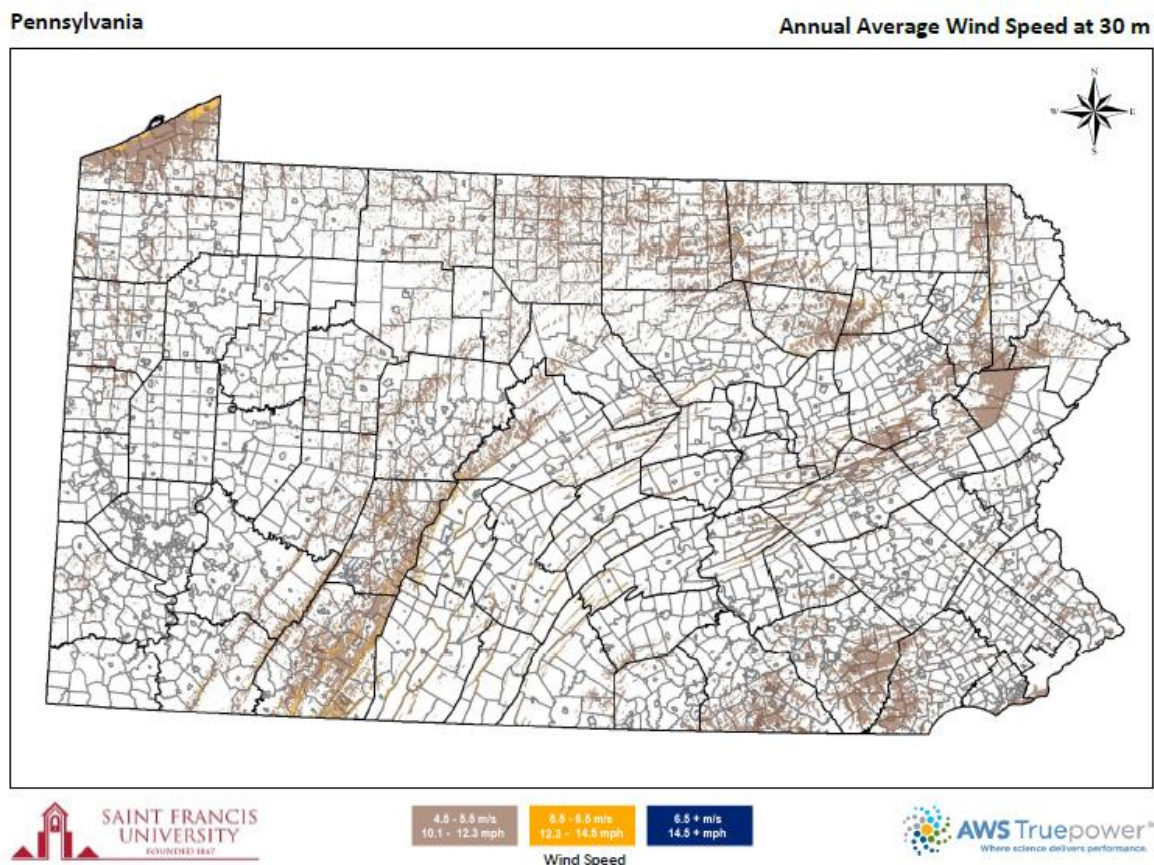 Pennsylvania
Annual Average Wind Speed at 30 m
N
W
E
S
SAINT FRANCIS
UNIVERSITY
FOUNDED 1847
4.5 - 5.5 m/s
10.1 - 12.3 mph
5.5 - 6.5 m/s
12.3 - 14.5 mph
6.5 + m/s
14.5 + mph
Wind Speed
AWS Truepower®
Where science delivers performance.